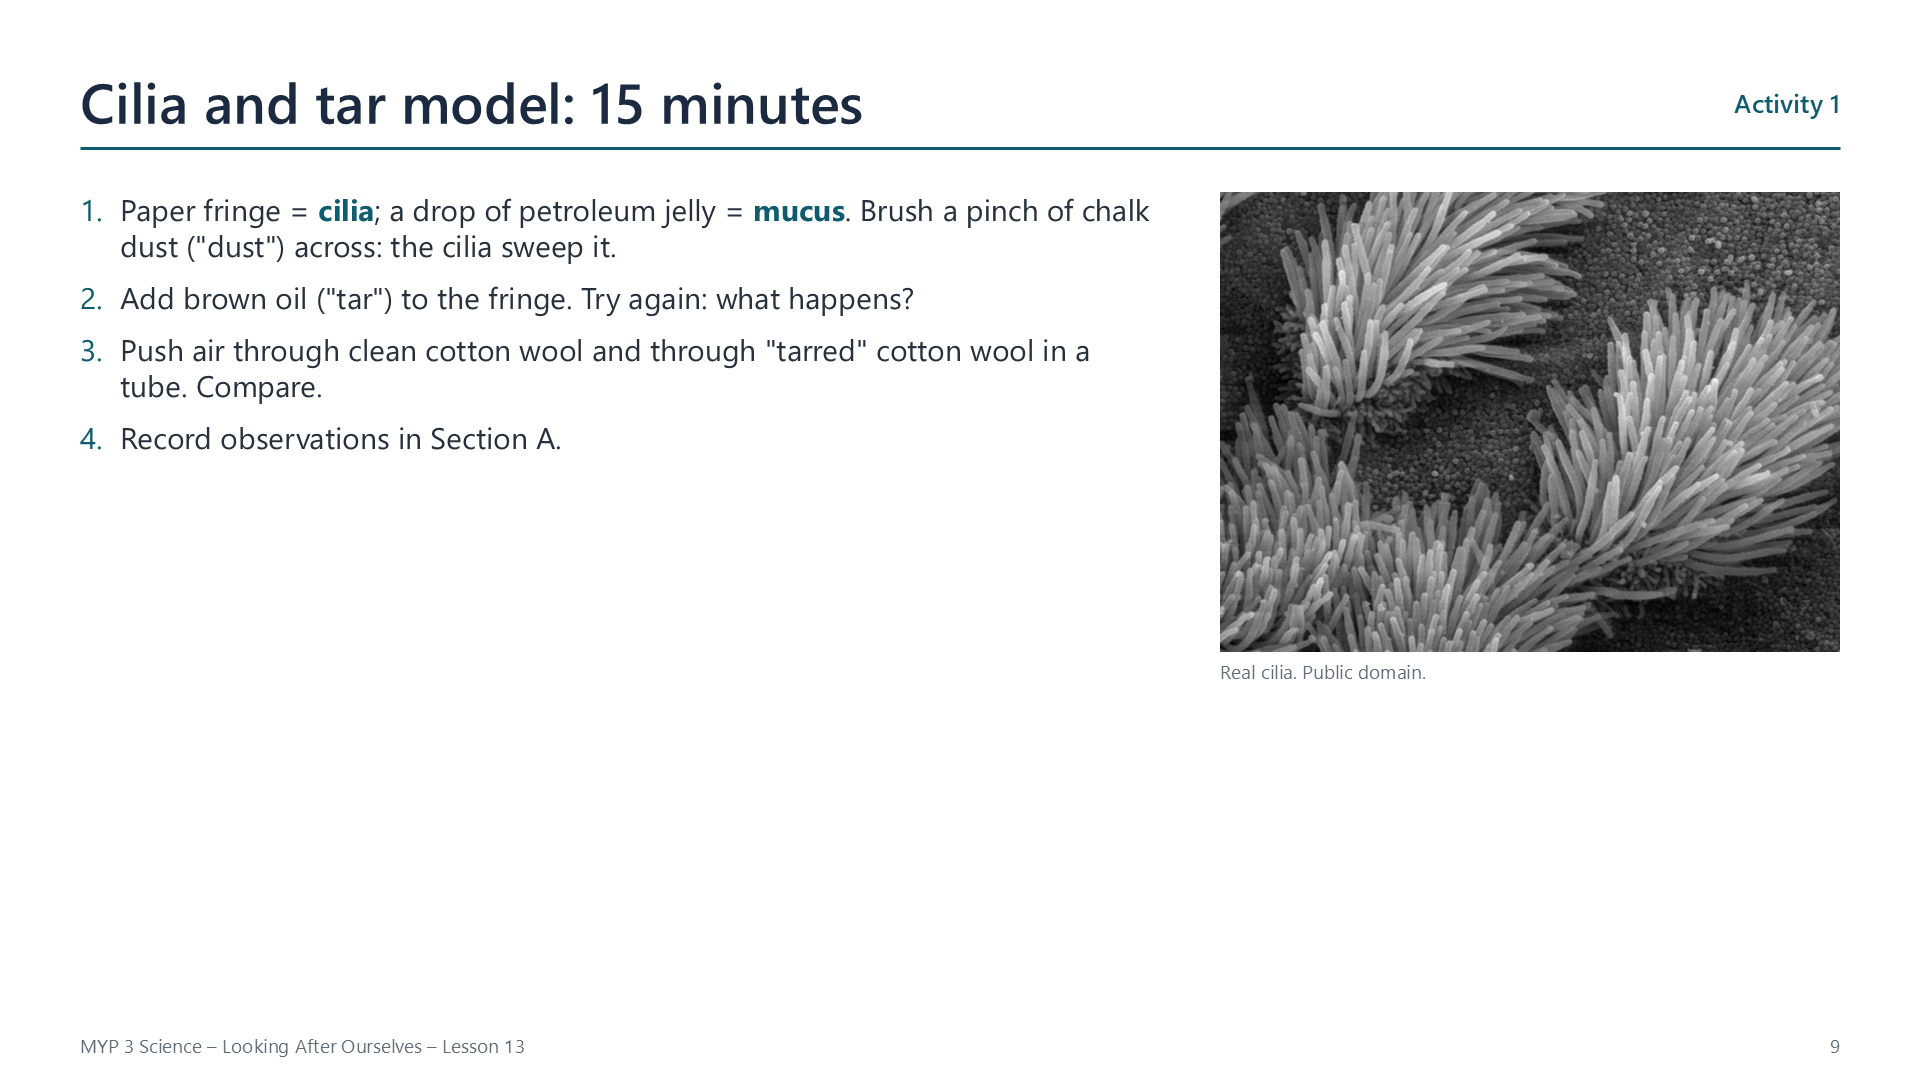 Cilia and tar model: 15 minutes
Activity 1
1. Paper fringe = cilia; a drop of petroleum jelly = mucus. Brush a pinch of chalk
dust ("dust") across: the cilia sweep it.
2. Add brown oil ("tar") to the fringe. Try again: what happens?
3. Push air through clean cotton wool and through "tarred" cotton wool in a
tube. Compare.
4. Record observations in Section A.
Real cilia. Public domain.
MYP 3 Science – Looking After Ourselves – Lesson 13
9